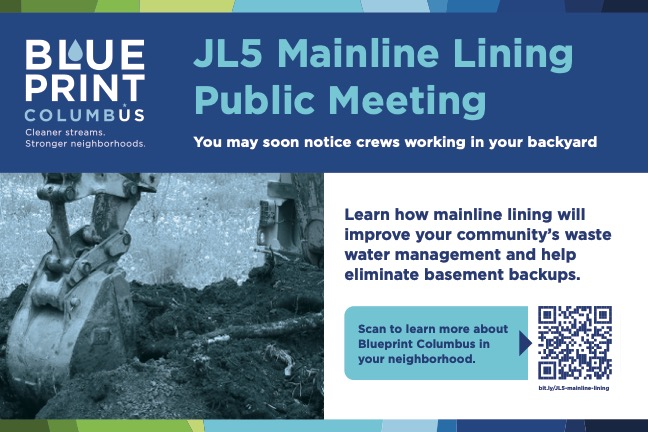 BLUE
PRINT
COLUMBUS
Cleaner streams.
Stronger neighborhoods.
JL5 Mainline Lining
Public Meeting
You may soon notice crews working in your backyard
Learn how mainline lining will
improve your community's waste
water management and help
eliminate basement backups.
Scan to learn more about
Blueprint Columbus in
your neighborhood.
bit.ly/JL5-mainline-lining